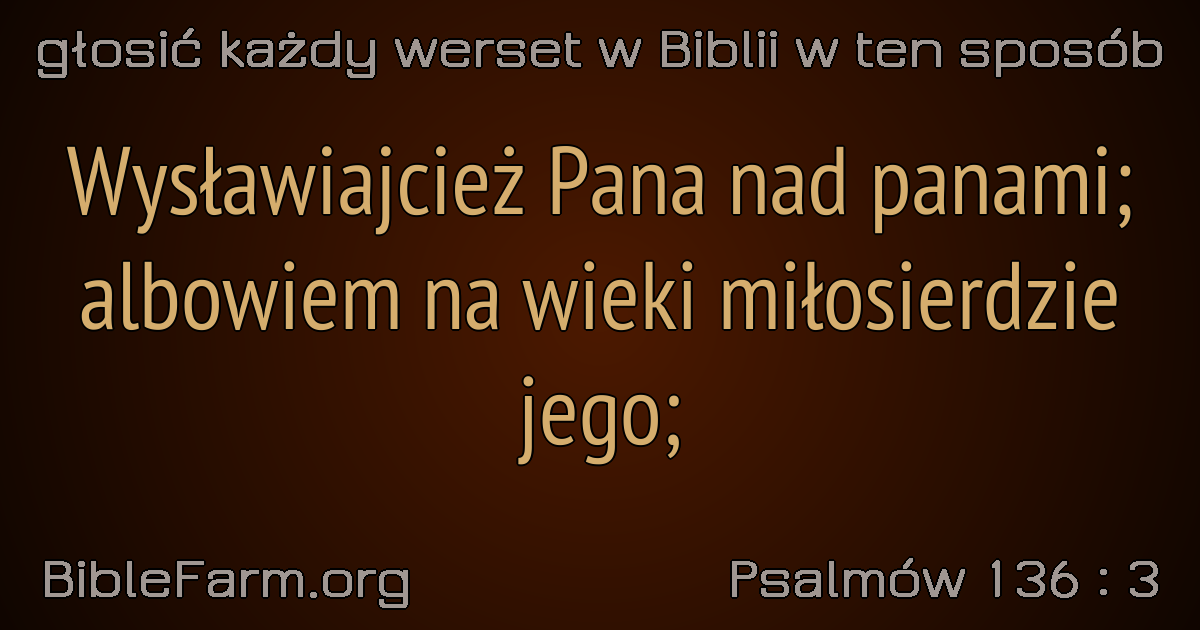 głosić każdy werset w Biblii w ten sposób
Wysławiajcież Pana nad panami;
albowiem na wieki miłosierdzie
jego;
BibleFarm.org
Psalmów 136 : 3